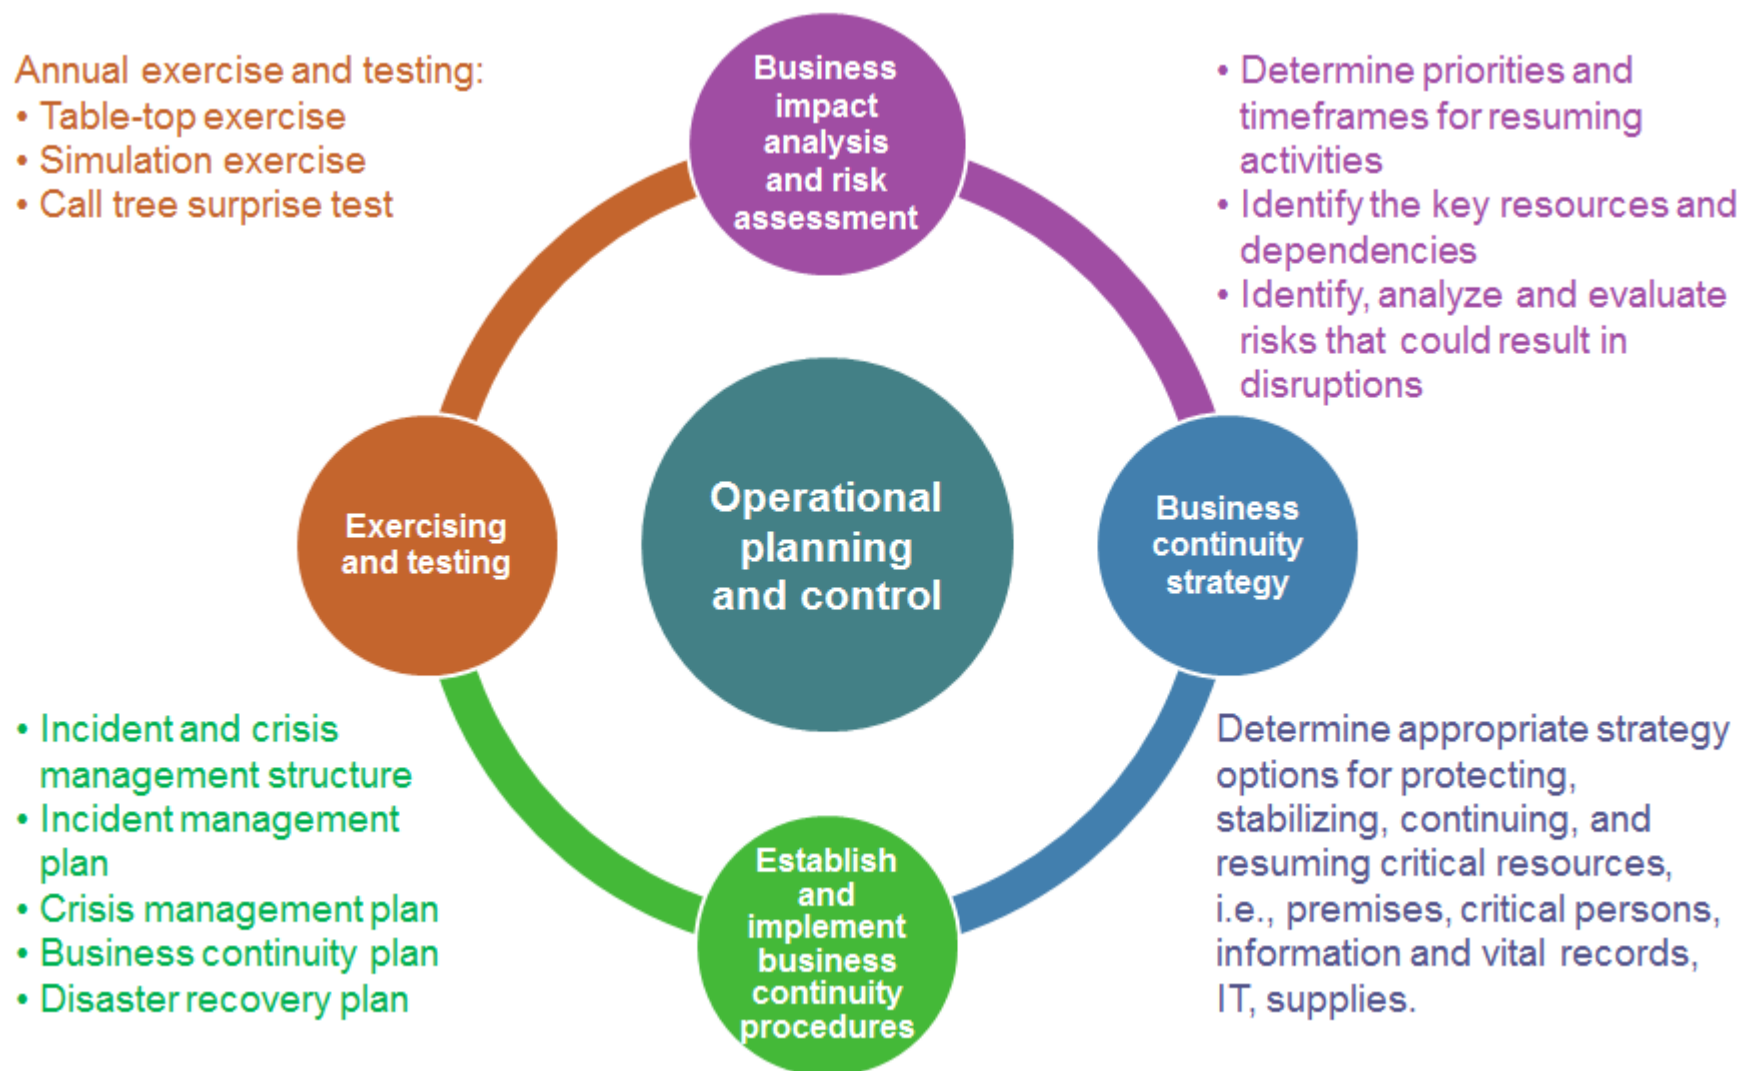 Annual exercise and testing:
• Table-top exercise
• Simulation exercise
• Call tree surprise test
Business
impact
analysis
and risk
assessment
• Determine priorities and
timeframes for resuming
activities
• Identify the key resources and
dependencies
• Identify, analyze and evaluate
risks that could result in
disruptions
Exercising
and testing
Operational
planning
and control
Business
continuity
strategy
• Incident and crisis
management structure
• Incident management
plan
• Crisis management plan
• Business continuity plan
• Disaster recovery plan
Establish
and
implement
business
continuity
procedures
Determine appropriate strategy
options for protecting,
stabilizing, continuing, and
resuming critical resources,
i.e., premises, critical persons,
information and vital records,
IT, supplies.